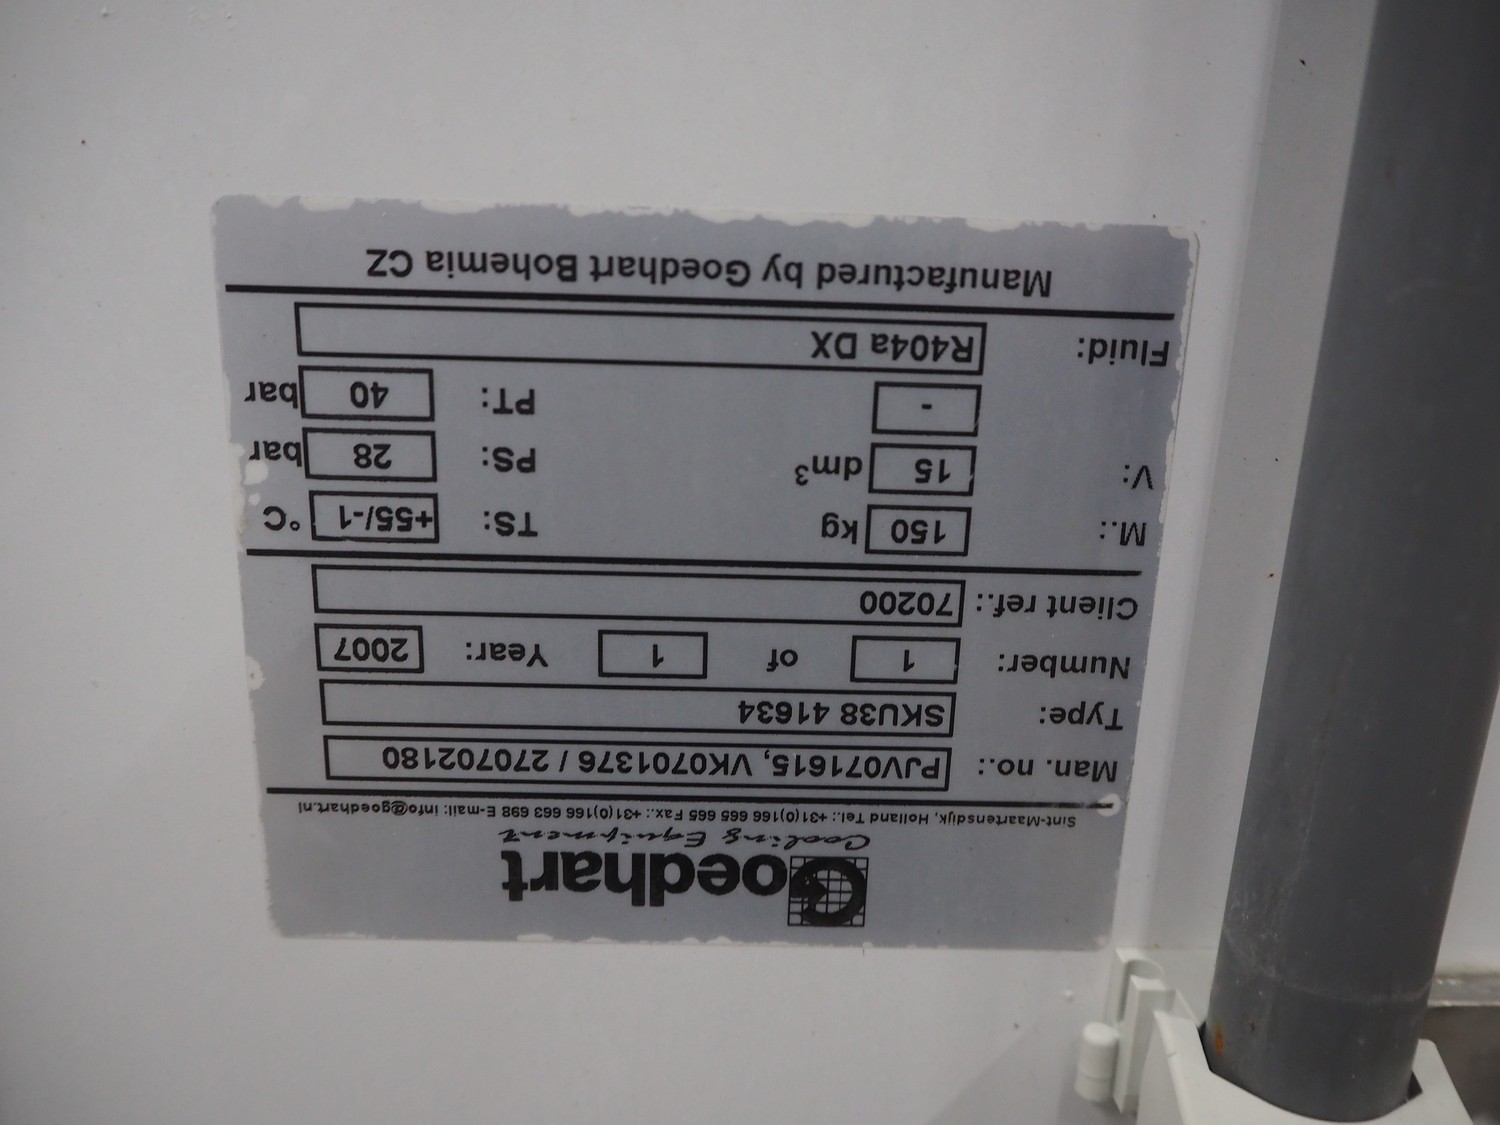 Goedhart
Cooling Equipment
Sint-Maartensdijk, Holland Tel.: +31(0)166 665 665 Fax.: +31(0)166 663 698 E-mail: info@goedhart.nl
Man. no.: PJV071615, VK0701376 / 270702180
Type: SKU38 41634
Number: 1 of 1 Year: 2007
Client ref.: 70200
M.: 150 kg TS: +55/-1 °C
V: 15 dm³ PS: 28 bar
- PT: 40 bar
Fluid: R404a DX
Manufactured by Goedhart Bohemia CZ